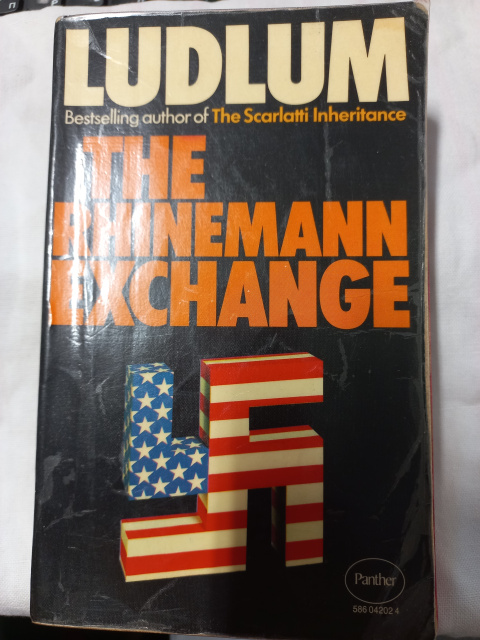 LUDLUM
Bestselling author of The Scarlatti Inheritance
THE
RHINEMANN
EXCHANGE
Panther
586 04202 4